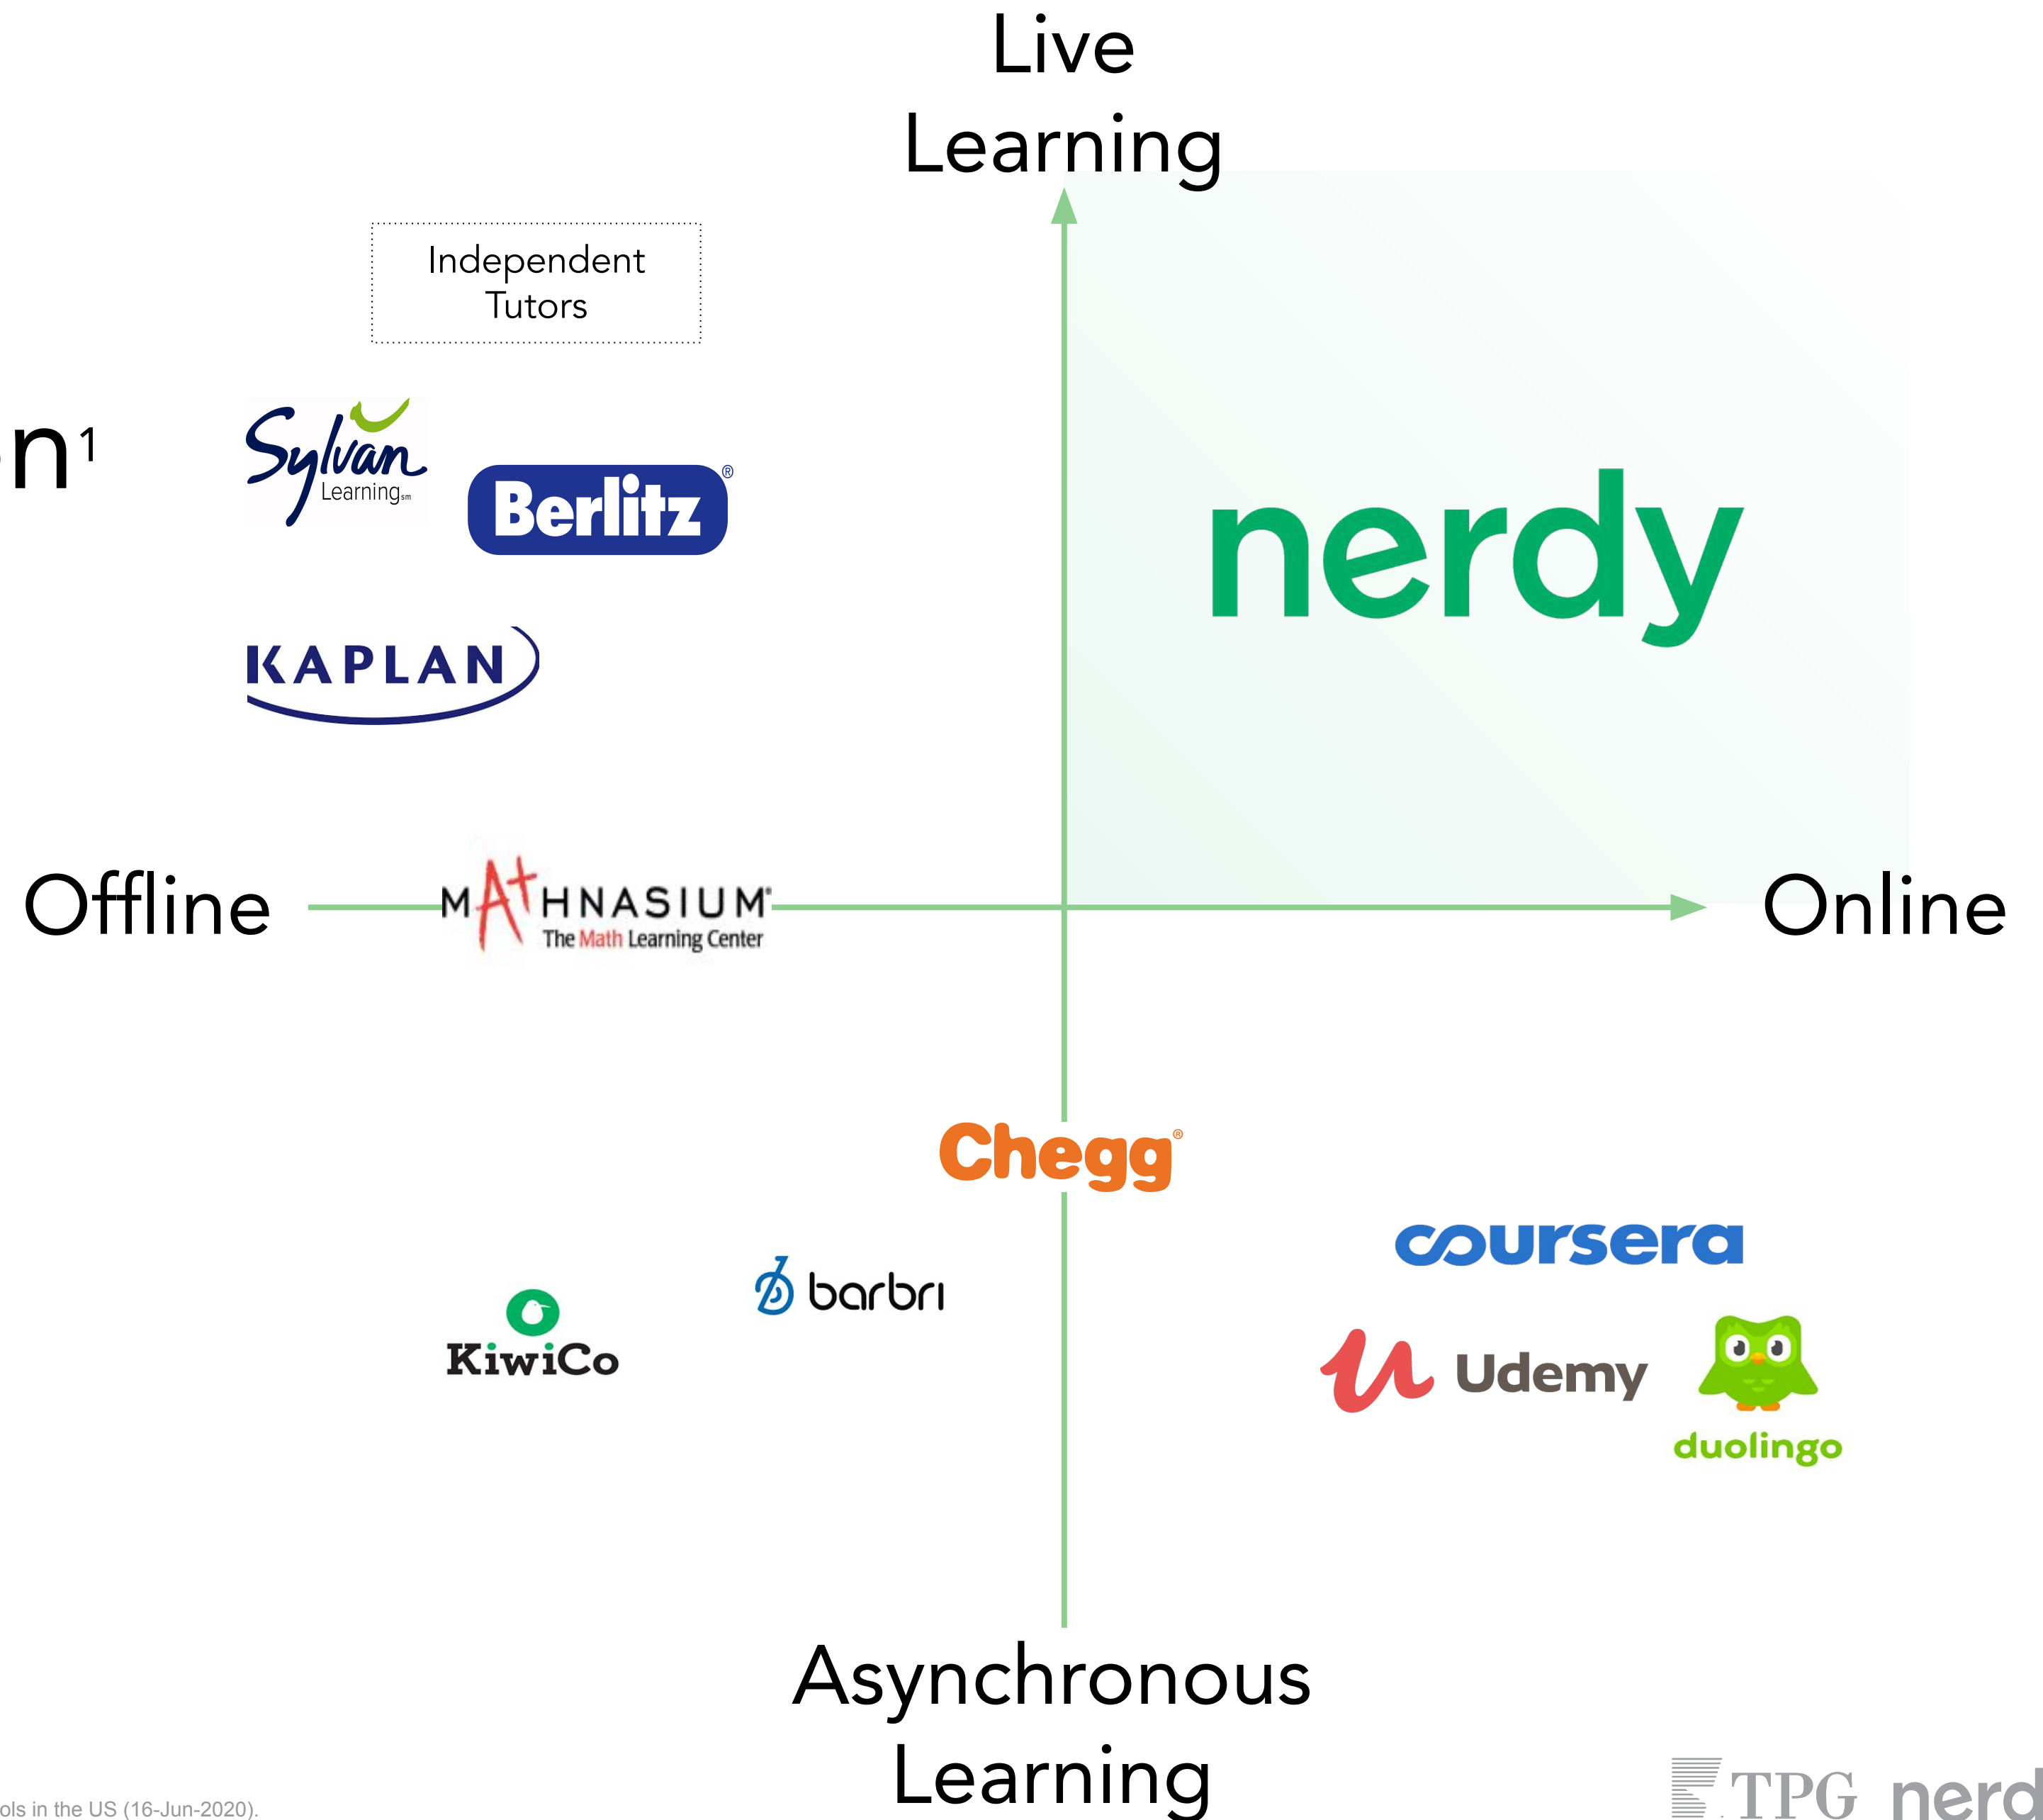 Live
Learning
Independent
Tutors
n1
Sylvan
Learning℠
Berlitz®
nerdy
KAPLAN
Offline
MATHNASIUM®
The Math Learning Center
Online
Chegg®
coursera
barbri
KiwiCo
Udemy
duolingo
Asynchronous
Learning
ols in the US (16-Jun-2020).
TPG nerd